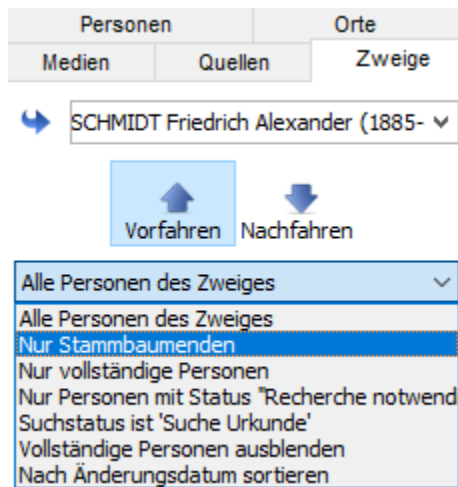 Personen Orte
Medien Quellen Zweige
SCHMIDT Friedrich Alexander (1885-
Vorfahren Nachfahren
Alle Personen des Zweiges
Alle Personen des Zweiges
Nur Stammbaumenden
Nur vollständige Personen
Nur Personen mit Status "Recherche notwend
Suchstatus ist 'Suche Urkunde'
Vollständige Personen ausblenden
Nach Änderungsdatum sortieren